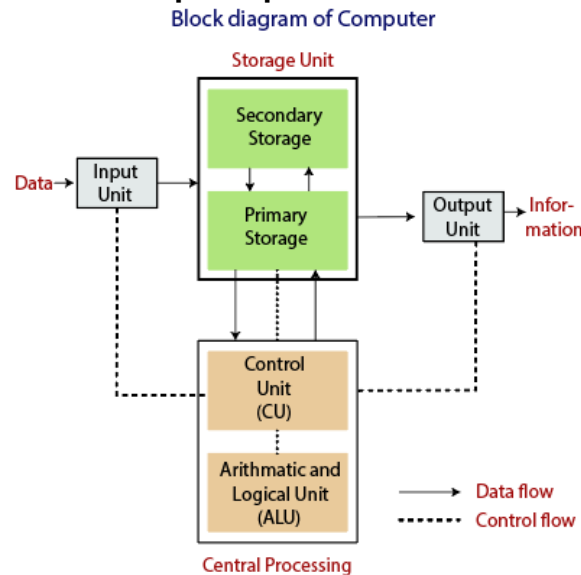 Block diagram of Computer
Storage Unit
Secondary
Storage
Data
Input
Unit
Primary
Storage
Output
Unit
Infor-
mation
Control
Unit
(CU)
Arithmatic and
Logical Unit
(ALU)
Data flow
Control flow
Central Processing